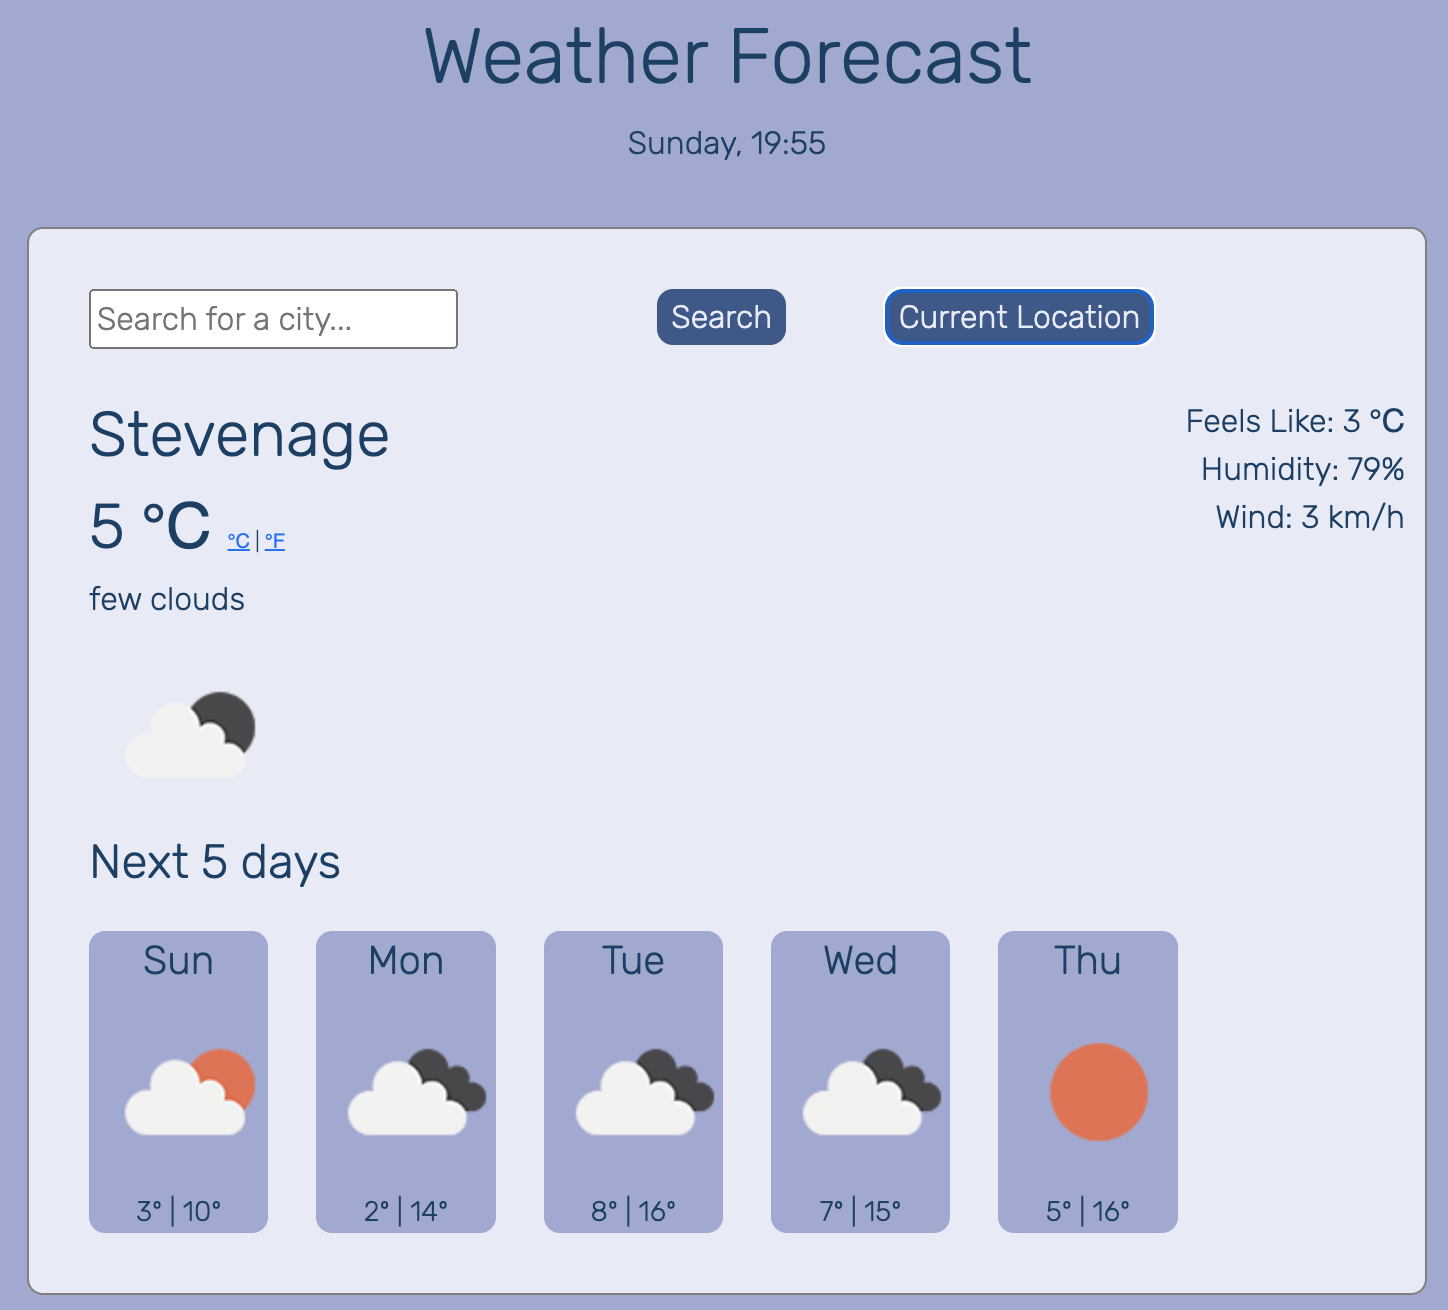 Weather Forecast
Sunday, 19:55
Search for a city...
Search
Current Location
Stevenage
5 °C °C | °F
few clouds
Feels Like: 3 °C
Humidity: 79%
Wind: 3 km/h
Next 5 days
Sun
3° | 10°
Mon
2° | 14°
Tue
8° | 16°
Wed
7° | 15°
Thu
5° | 16°